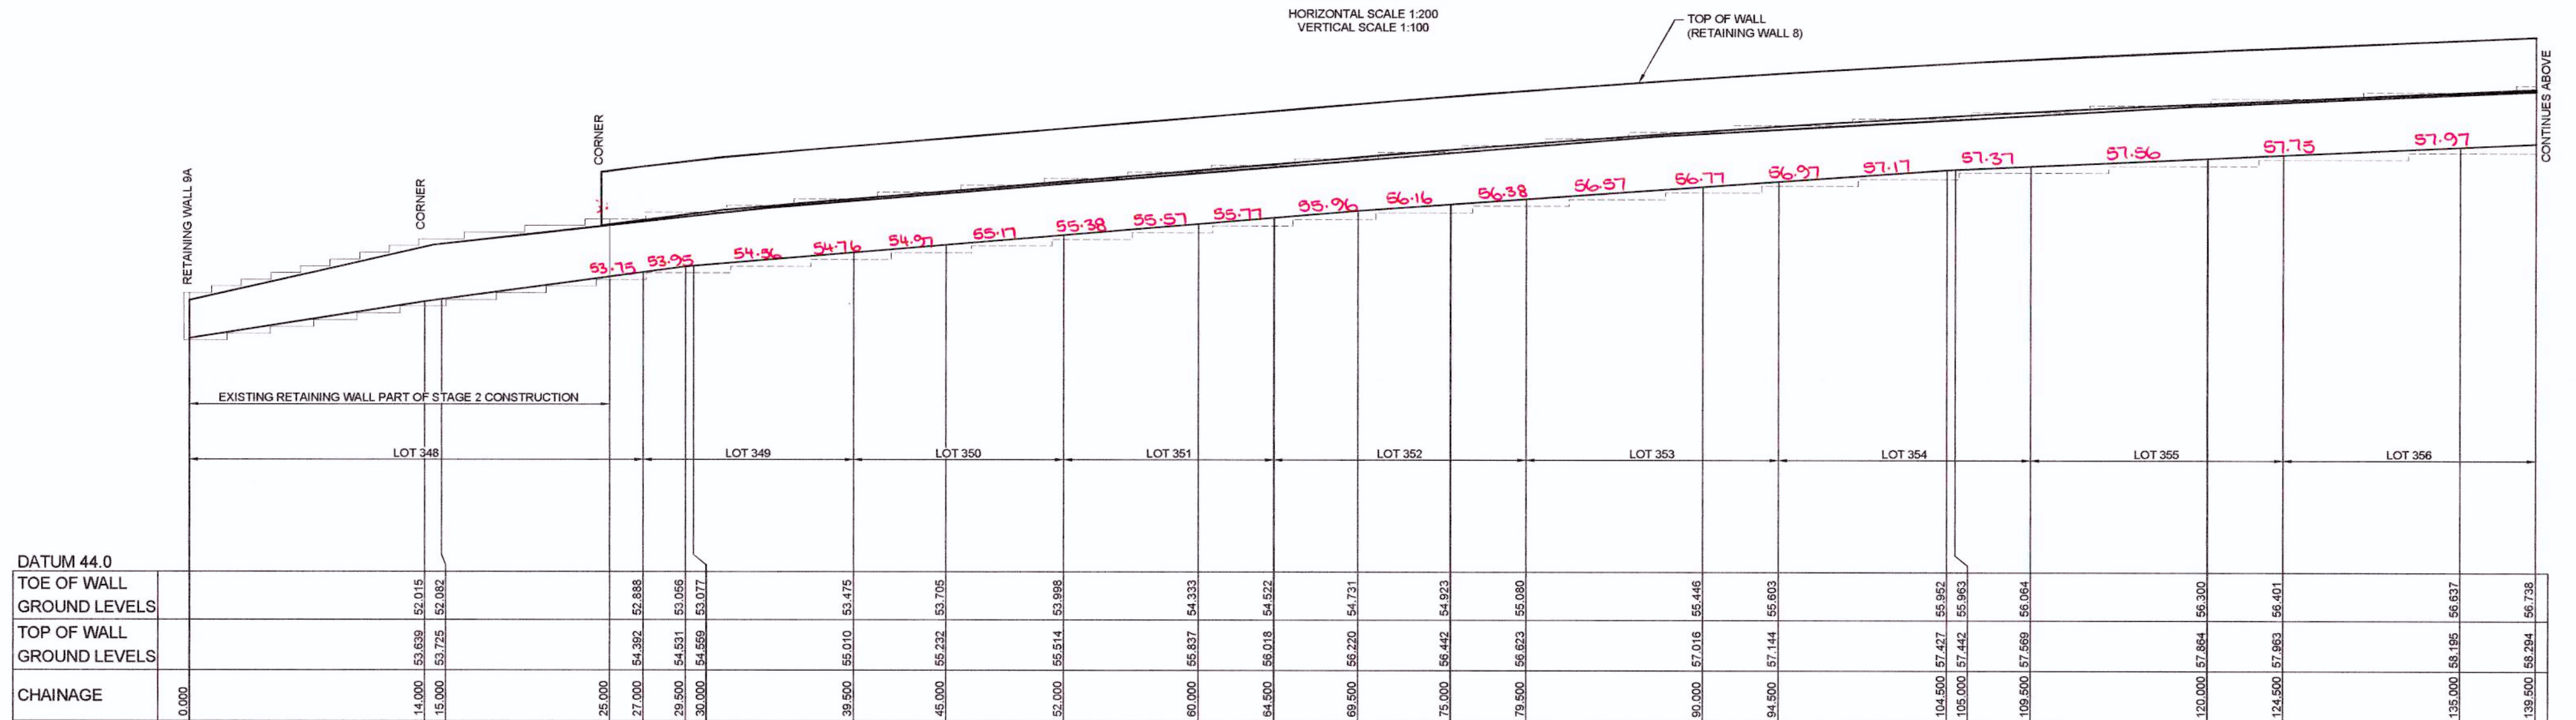 HORIZONTAL SCALE 1:200
VERTICAL SCALE 1:100
TOP OF WALL
(RETAINING WALL 8)
CONTINUES ABOVE
RETAINING WALL 9A
CORNER
CORNER
53.75 53.95 54.56 54.76 54.97 55.17 55.38 55.57 55.77 55.96 56.16 56.38 56.57 56.77 56.97 57.17 57.37 57.56 57.75 57.97
EXISTING RETAINING WALL PART OF STAGE 2 CONSTRUCTION
LOT 348 LOT 349 LOT 350 LOT 351 LOT 352 LOT 353 LOT 354 LOT 355 LOT 356
DATUM 44.0
TOE OF WALL
GROUND LEVELS
52.015 52.082 52.888 53.056 53.077 53.475 53.705 53.998 54.333 54.522 54.731 54.923 55.080 55.446 55.603 55.952 55.963 56.064 56.300 56.401 56.637 56.738
TOP OF WALL
GROUND LEVELS
53.639 53.725 54.392 54.531 54.559 55.010 55.232 55.514 55.837 56.018 56.220 56.442 56.623 57.016 57.144 57.427 57.442 57.569 57.864 57.963 58.195 58.294
CHAINAGE
0.000 14.000 15.000 25.000 27.000 29.500 30.000 39.500 45.000 52.000 60.000 64.500 69.500 75.000 79.500 90.000 94.500 104.500 105.000 109.500 120.000 124.500 135.000 139.500